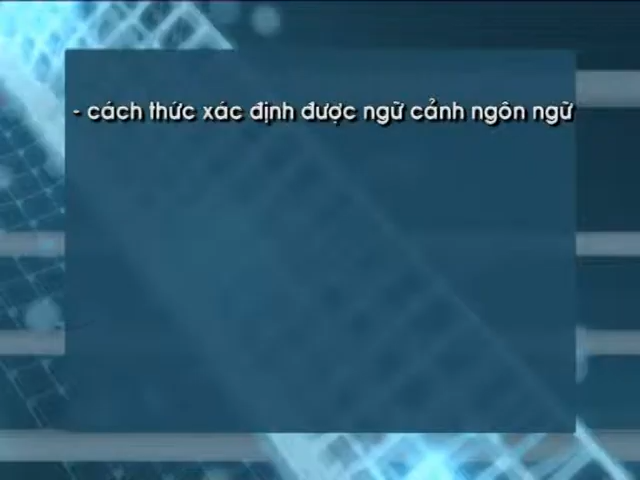 - cách thức xác định được ngữ cảnh ngôn ngữ